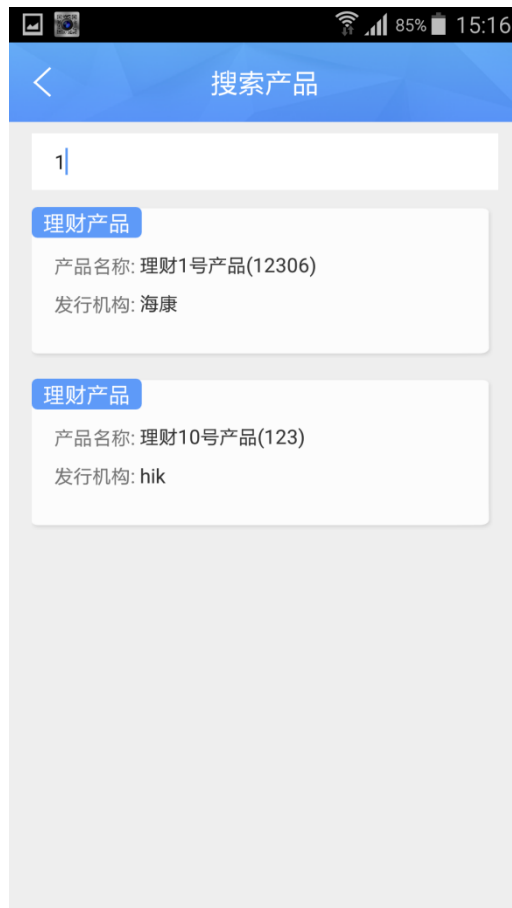 85% 15:16
搜索产品
1
理财产品
产品名称: 理财1号产品(12306)
发行机构: 海康
理财产品
产品名称: 理财10号产品(123)
发行机构: hik